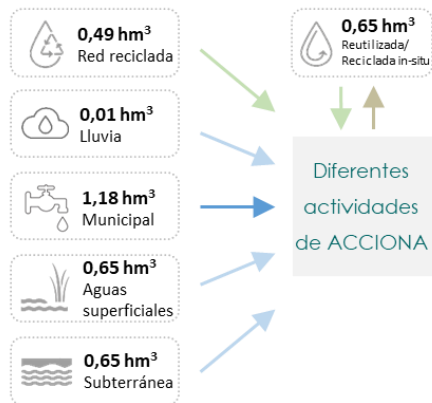 0,49 hm³
Red reciclada
0,65 hm³
Reutilizada/
Reciclada in-situ
0,01 hm³
Lluvia
1,18 hm³
Municipal
0,65 hm³
Aguas
superficiales
0,65 hm³
Subterránea
Diferentes
actividades
de ACCIONA